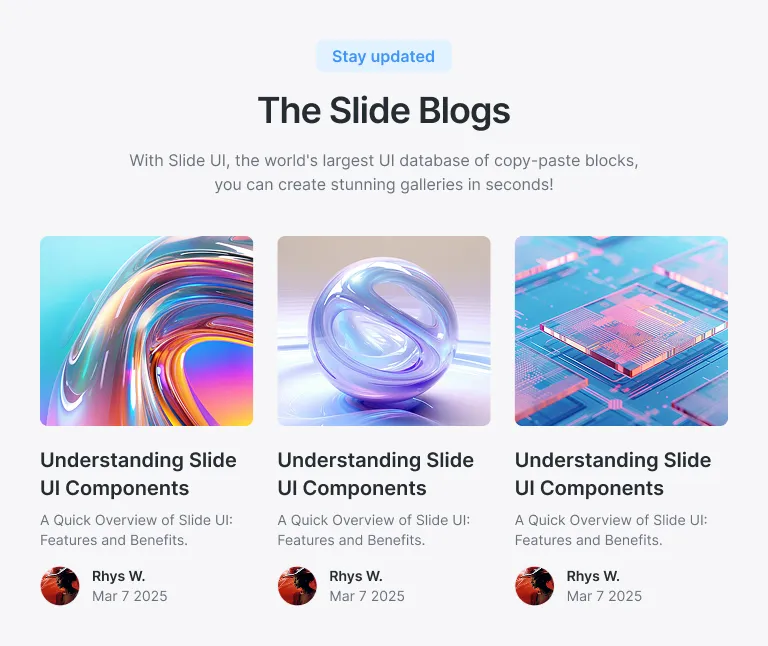 Stay updated
The Slide Blogs
With Slide UI, the world's largest UI database of copy-paste blocks,
you can create stunning galleries in seconds!
Understanding Slide
UI Components
A Quick Overview of Slide UI:
Features and Benefits.
Rhys W.
Mar 7 2025
Understanding Slide
UI Components
A Quick Overview of Slide UI:
Features and Benefits.
Rhys W.
Mar 7 2025
Understanding Slide
UI Components
A Quick Overview of Slide UI:
Features and Benefits.
Rhys W.
Mar 7 2025